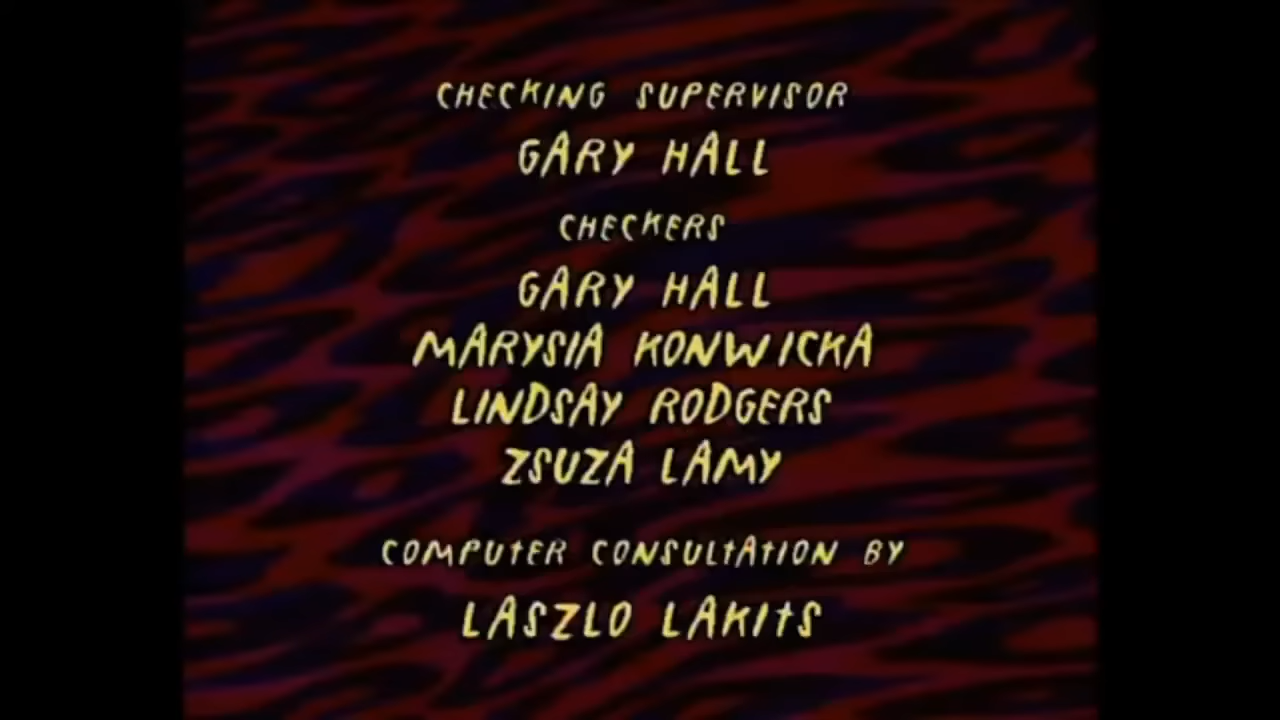 CHECKING SUPERVISOR
GARY HALL
CHECKERS
GARY HALL
MARYSIA KONWICKA
LINDSAY RODGERS
ZSUZA LAMY
COMPUTER CONSULTATION BY
LASZLO LAKITS